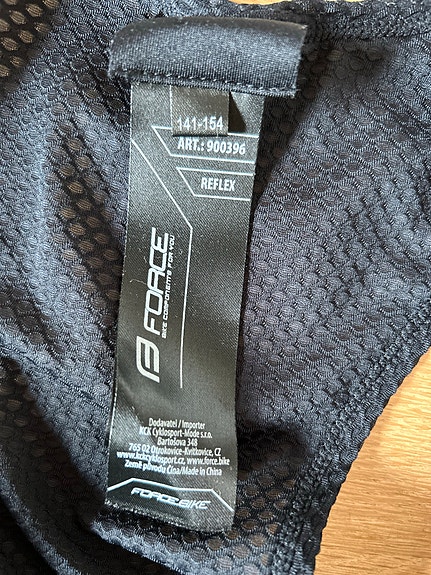 141-154
ART.: 900396
REFLEX
FORCE
BIKE COMPONENTS FOR YOU
Dodavatel / Importer
KCK Cyklosport-Mode s.r.o.
Bartošova 348
765 02 Otrokovice-Kvítkovice, CZ
www.kckcyklosport.cz, www.force.bike
Země původu Čína/Made in China
FORCE.BIKE